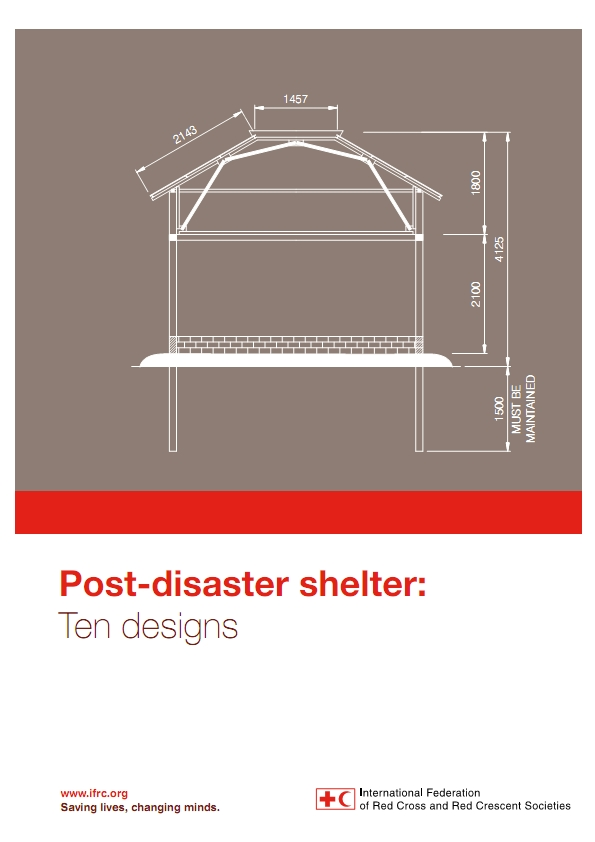 1457
2143
1800
4125
2100
1500
MUST BE
MAINTAINED
Post-disaster shelter:
Ten designs
www.ifrc.org
Saving lives, changing minds.
International Federation
of Red Cross and Red Crescent Societies